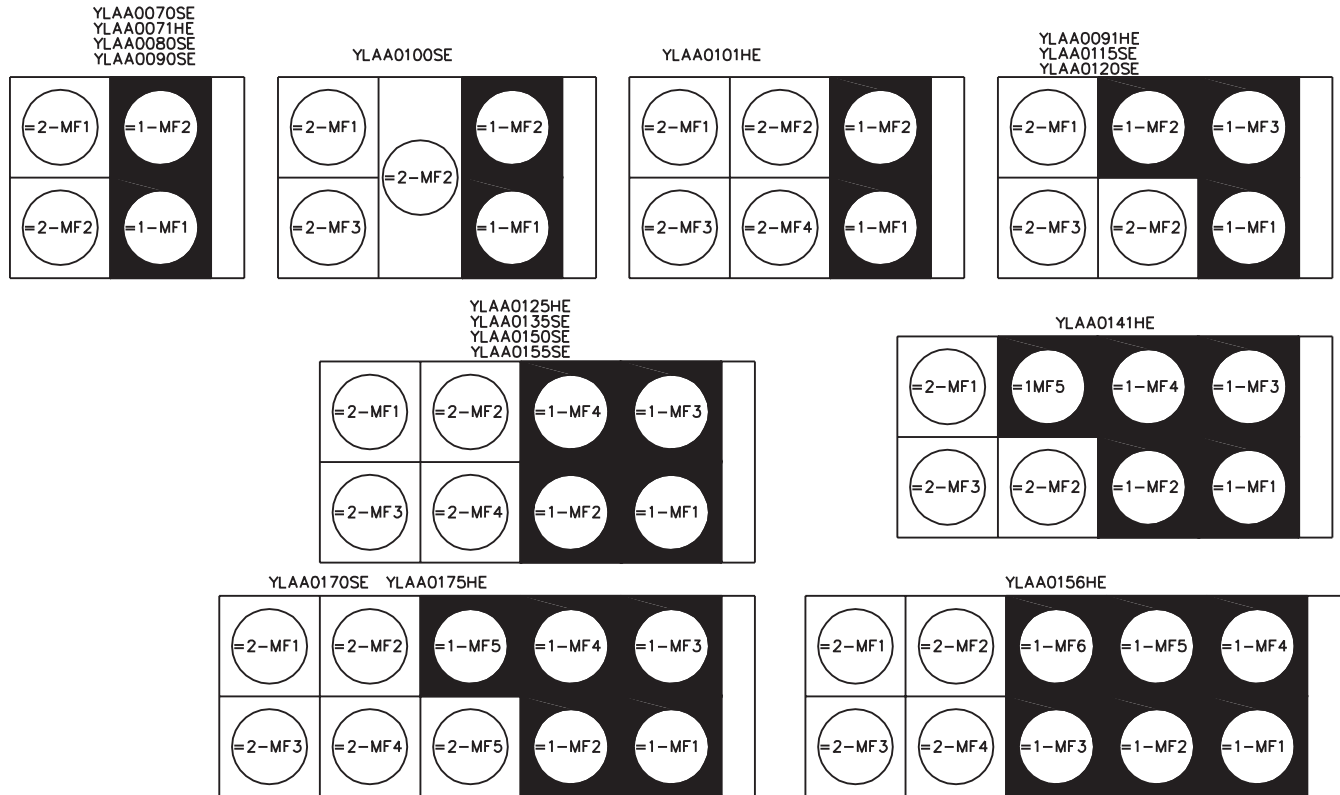 YLAA0070SE
YLAA0071HE
YLAA0080SE
YLAA0090SE
=2-MF1 =1-MF2
=2-MF2 =1-MF1
YLAA0100SE
=2-MF1 =1-MF2
=2-MF2
=2-MF3 =1-MF1
YLAA0101HE
=2-MF1 =2-MF2 =1-MF2
=2-MF3 =2-MF4 =1-MF1
YLAA0091HE
YLAA0115SE
YLAA0120SE
=2-MF1 =1-MF2 =1-MF3
=2-MF3 =2-MF2 =1-MF1
YLAA0125HE
YLAA0135SE
YLAA0150SE
YLAA0155SE
=2-MF1 =2-MF2 =1-MF4 =1-MF3
=2-MF3 =2-MF4 =1-MF2 =1-MF1
YLAA0141HE
=2-MF1 =1MF5 =1-MF4 =1-MF3
=2-MF3 =2-MF2 =1-MF2 =1-MF1
YLAA0170SE YLAA0175HE
=2-MF1 =2-MF2 =1-MF5 =1-MF4 =1-MF3
=2-MF3 =2-MF4 =2-MF5 =1-MF2 =1-MF1
YLAA0156HE
=2-MF1 =2-MF2 =1-MF6 =1-MF5 =1-MF4
=2-MF3 =2-MF4 =1-MF3 =1-MF2 =1-MF1